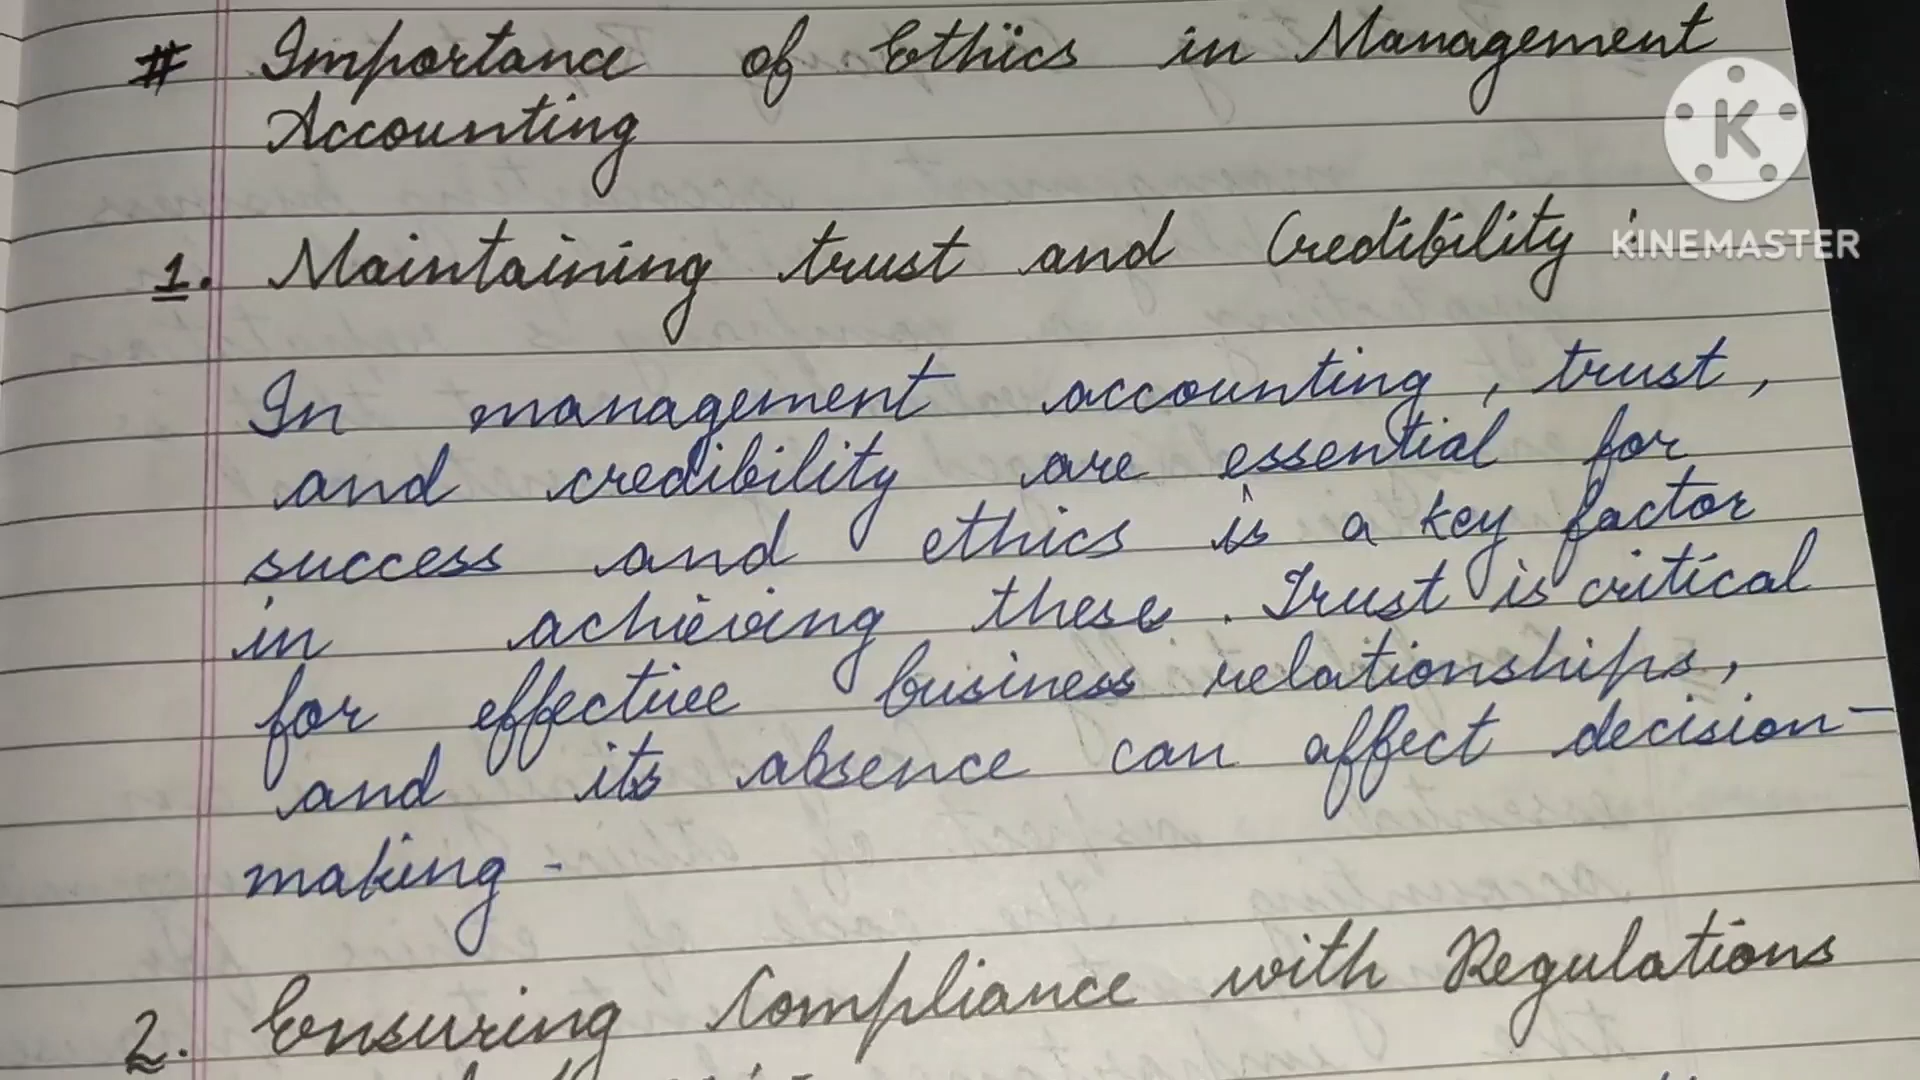 # Importance of Ethics in Management
Accounting
1. Maintaining trust and Credibility :
In management accounting, trust,
and credibility are essential for
success and ethics is a key factor
in achieving these. Trust is critical
for effective business relationships,
and its absence can affect decision-
making.
2. Ensuring Compliance with Regulations
K
KINEMASTER